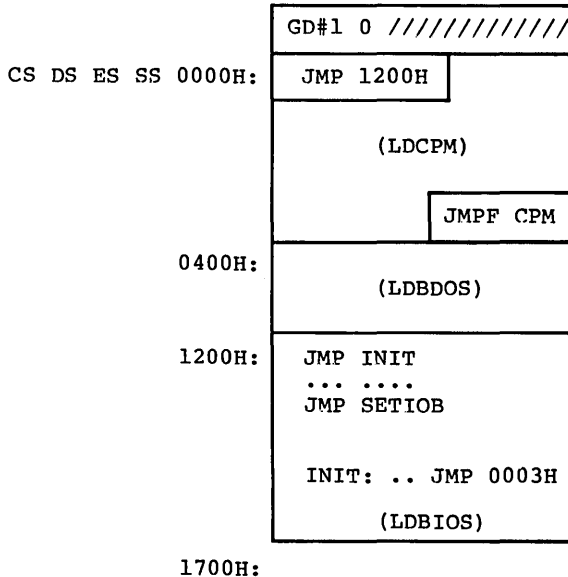 GD#1 0 /////////////
CS DS ES SS 0000H: JMP 1200H
(LDCPM)
JMPF CPM
0400H:
(LDBDOS)
1200H: JMP INIT
... ....
JMP SETIOB
INIT: .. JMP 0003H
(LDBIOS)
1700H: